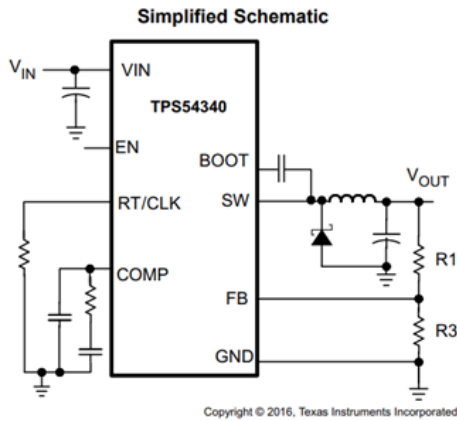 Simplified Schematic
VIN
VIN
TPS54340
EN
BOOT
VOUT
RT/CLK
SW
R1
COMP
FB
R3
GND
Copyright © 2016, Texas Instruments Incorporated